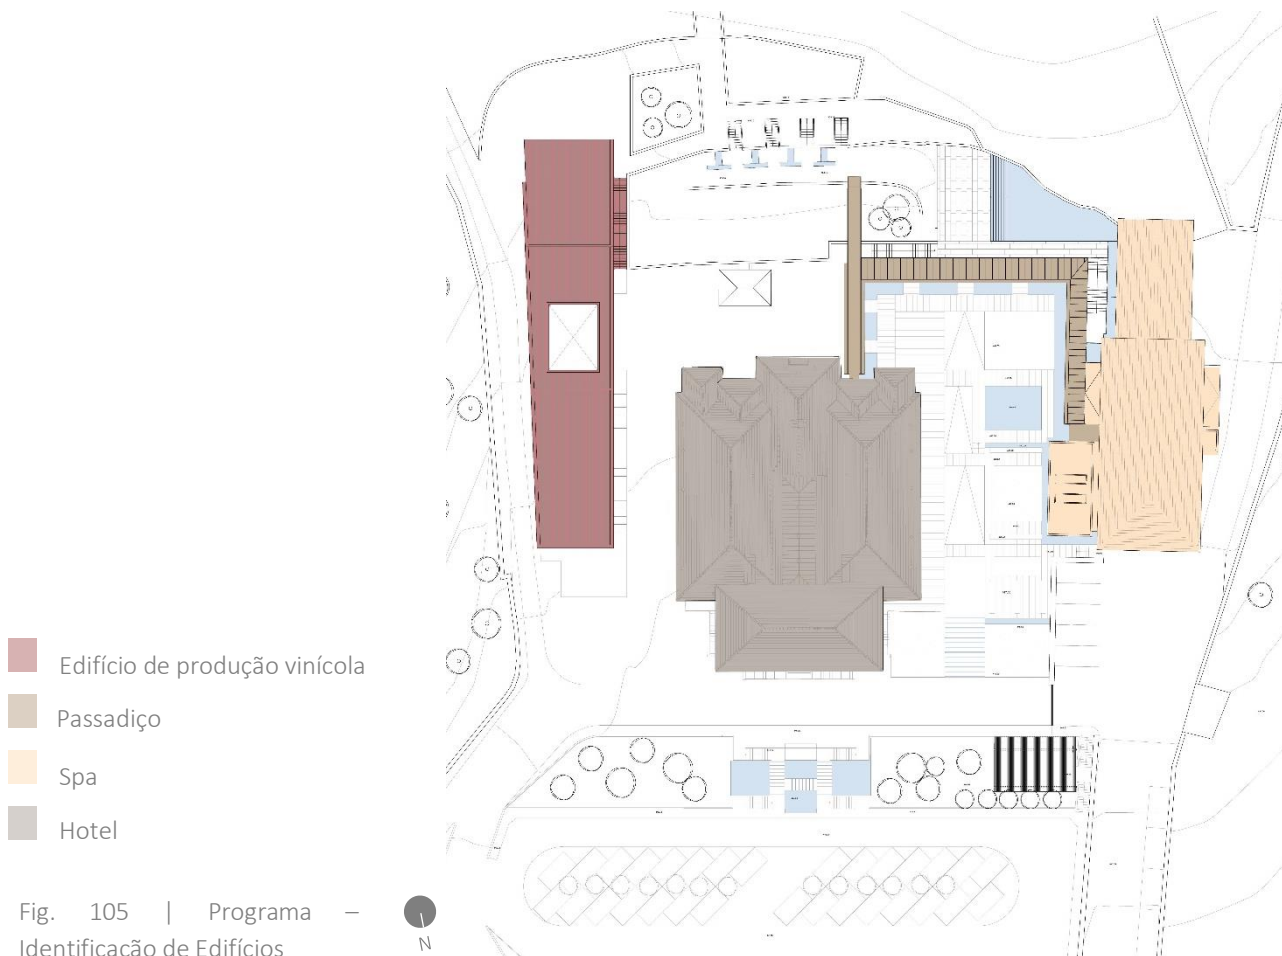 Edifício de produção vinícola
Passadiço
Spa
Hotel
Fig. 105 | Programa –
Identificação de Edifícios
N